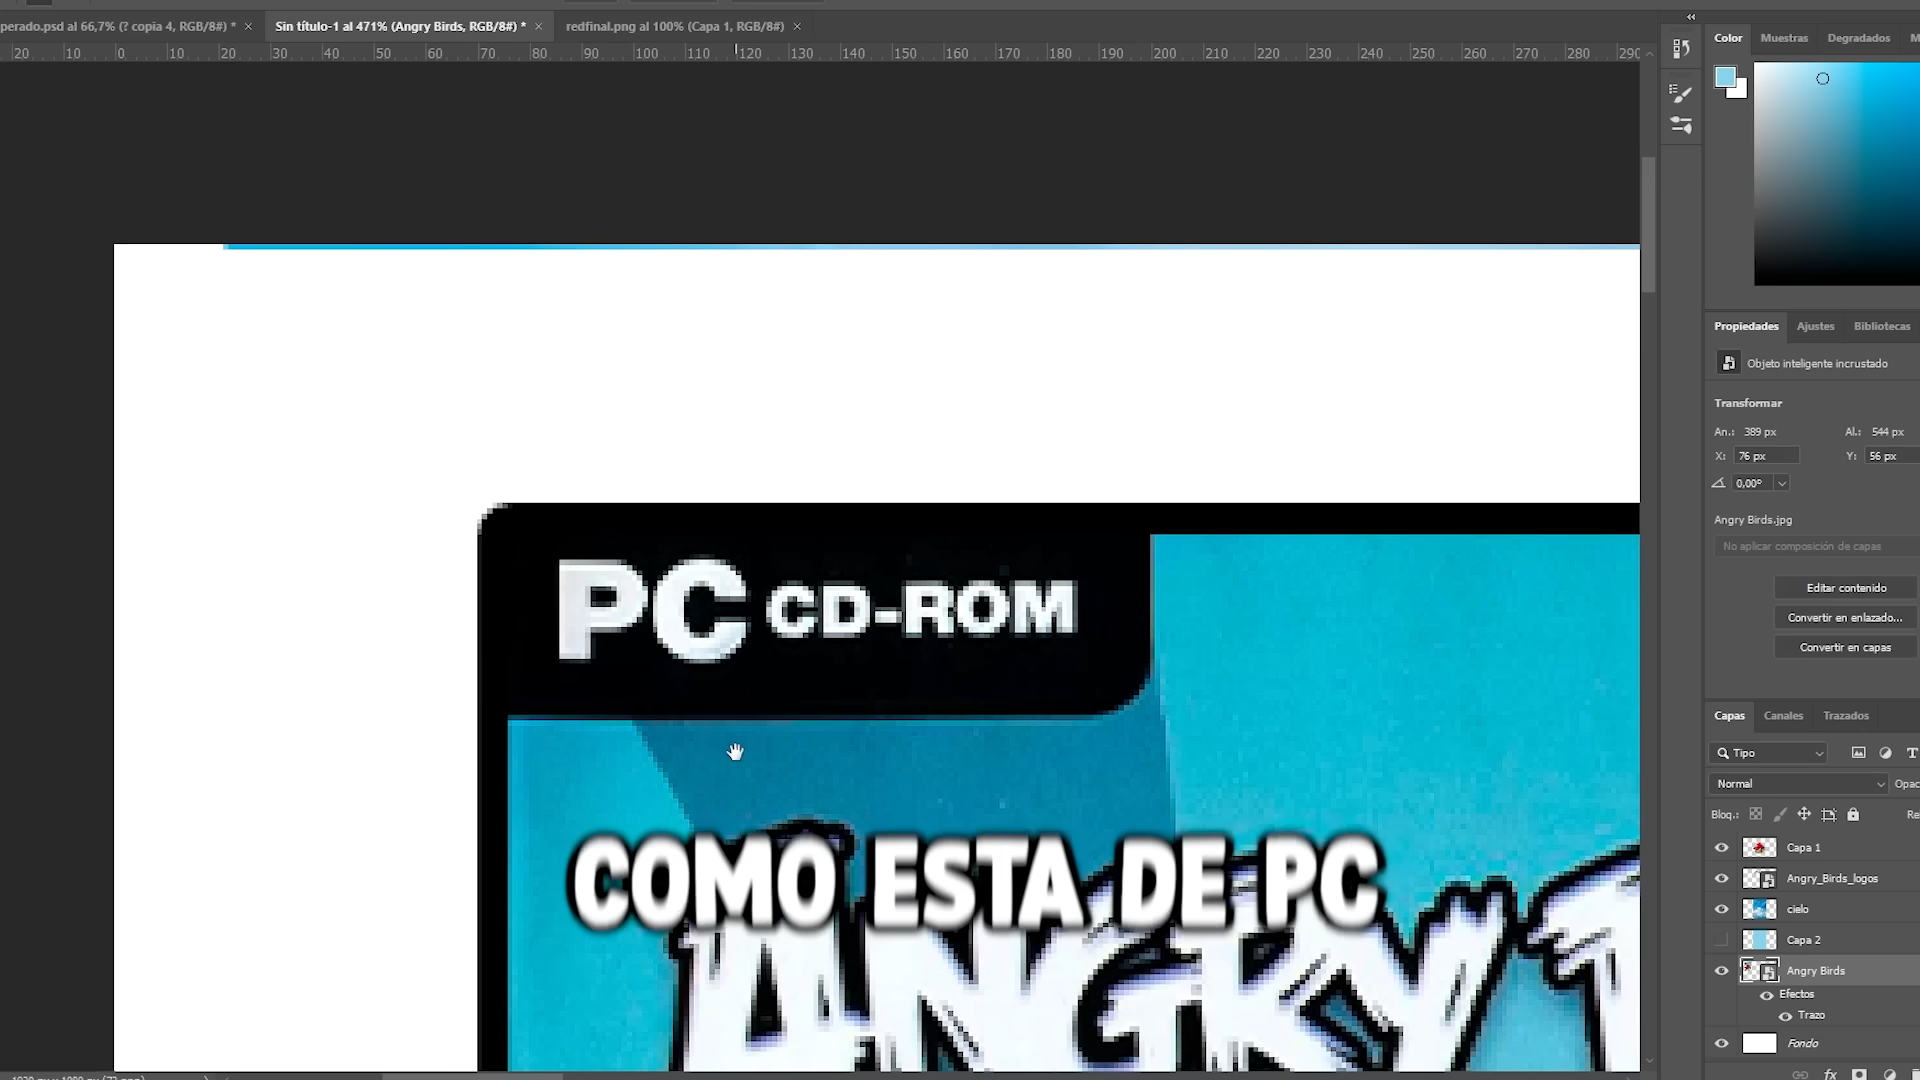 perado.psd al 66,7% (? copia 4, RGB/8#) *
Sin título-1 al 471% (Angry Birds, RGB/8#) *
redfinal.png al 100% (Capa 1, RGB/8#)
20 10 0 10 20 30 40 50 60 70 80 90 100 110 120 130 140 150 160 170 180 190 200 210 220 230 240 250 260 270 280 290
Color Muestras Degradados M
Propiedades Ajustes Bibliotecas
Objeto inteligente incrustado
Transformar
An.: 389 px Al.: 544 px
X: 76 px Y: 56 px
0,00°
Angry Birds.jpg
No aplicar composición de capas
Editar contenido
Convertir en enlazado...
Convertir en capas
Capas Canales Trazados
Tipo
Normal Opac
Bloq.: Re
Capa 1
Angry_Birds_logos
cielo
Capa 2
Angry Birds
Efectos
Trazo
Fondo
fx
PC CD-ROM
COMO ESTA DE PC
ANGRY